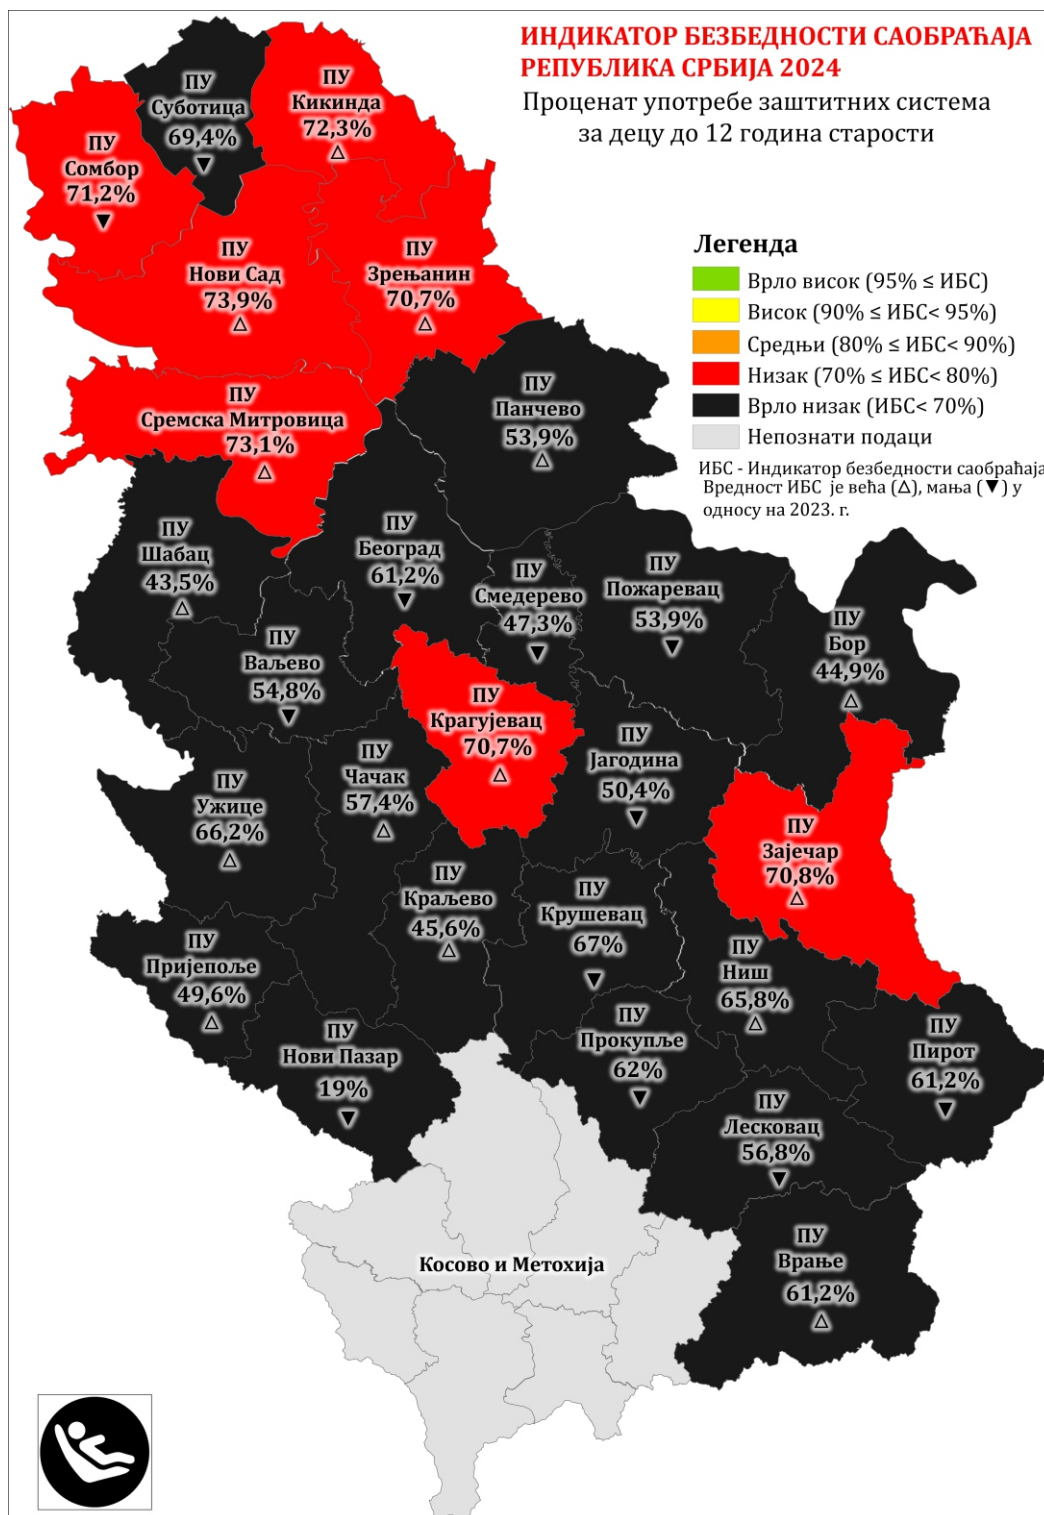 ИНДИКАТОР БЕЗБЕДНОСТИ САОБРАЋАЈА
РЕПУБЛИКА СРБИЈА 2024
Проценат употребе заштитних система
за децу до 12 година старости
ПУ
Суботица
69,4%
▼
ПУ
Кикинда
72,3%
△
ПУ
Сомбор
71,2%
▼
ПУ
Нови Сад
73,9%
△
ПУ
Зрењанин
70,7%
△
Легенда
Врло висок (95% ≤ ИБС)
Висок (90% ≤ ИБС< 95%)
Средњи (80% ≤ ИБС< 90%)
Низак (70% ≤ ИБС< 80%)
Врло низак (ИБС< 70%)
Непознати подаци
ИБС - Индикатор безбедности саобраћаја
Вредност ИБС је већа (△), мања (▼) у
односу на 2023. г.
ПУ
Сремска Митровица
73,1%
△
ПУ
Панчево
53,9%
△
ПУ
Шабац
43,5%
△
ПУ
Београд
61,2%
▼
ПУ
Смедерево
47,3%
▼
ПУ
Пожаревац
53,9%
▼
ПУ
Бор
44,9%
△
ПУ
Ваљево
54,8%
▼
ПУ
Крагујевац
70,7%
△
ПУ
Јагодина
50,4%
▼
ПУ
Чачак
57,4%
△
ПУ
Ужице
66,2%
△
ПУ
Зајечар
70,8%
△
ПУ
Краљево
45,6%
△
ПУ
Крушевац
67%
▼
ПУ
Пријепоље
49,6%
△
ПУ
Ниш
65,8%
△
ПУ
Нови Пазар
19%
▼
ПУ
Прокупље
62%
▼
ПУ
Пирот
61,2%
▼
ПУ
Лесковац
56,8%
▼
ПУ
Врање
61,2%
△
Косово и Метохија